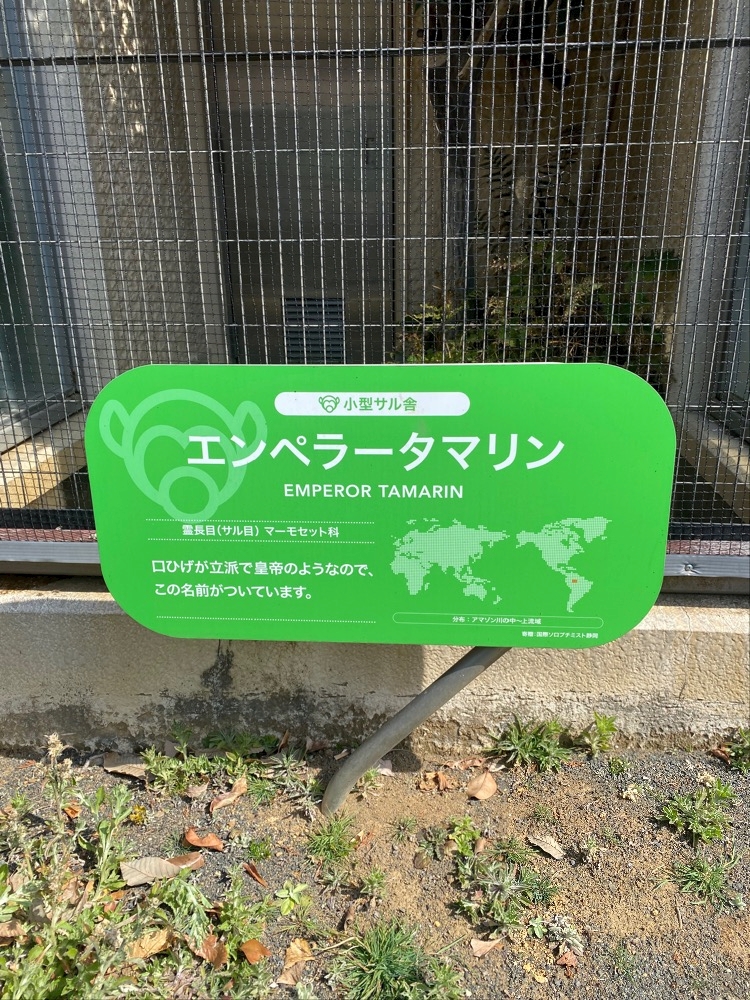 小型サル舎
エンペラータマリン
EMPEROR TAMARIN
霊長目(サル目) マーモセット科
口ひげが立派で皇帝のようなので、
この名前がついています。
分布：アマゾン川の中〜上流域
寄贈：国際ソロプチミスト静岡